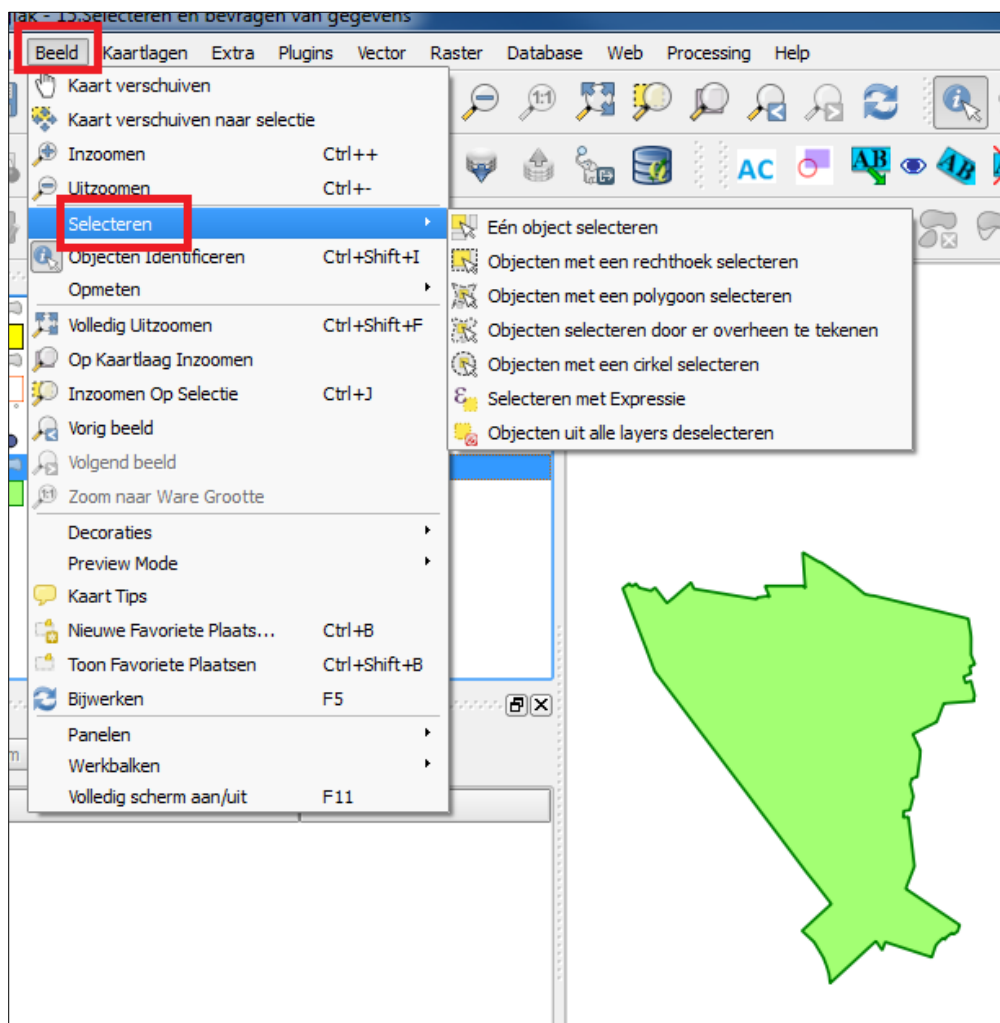 15.Selecteren en bevragen van gegevens
Beeld Kaartlagen Extra Plugins Vector Raster Database Web Processing Help
Kaart verschuiven
Kaart verschuiven naar selectie
Inzoomen Ctrl++
Uitzoomen Ctrl+-
Selecteren
Objecten Identificeren Ctrl+Shift+I
Opmeten
Volledig Uitzoomen Ctrl+Shift+F
Op Kaartlaag Inzoomen
Inzoomen Op Selectie Ctrl+J
Vorig beeld
Volgend beeld
Zoom naar Ware Grootte
Decoraties
Preview Mode
Kaart Tips
Nieuwe Favoriete Plaats... Ctrl+B
Toon Favoriete Plaatsen Ctrl+Shift+B
Bijwerken F5
Panelen
Werkbalken
Volledig scherm aan/uit F11
Eén object selecteren
Objecten met een rechthoek selecteren
Objecten met een polygoon selecteren
Objecten selecteren door er overheen te tekenen
Objecten met een cirkel selecteren
Selecteren met Expressie
Objecten uit alle layers deselecteren
1:1
AC
AB
AB